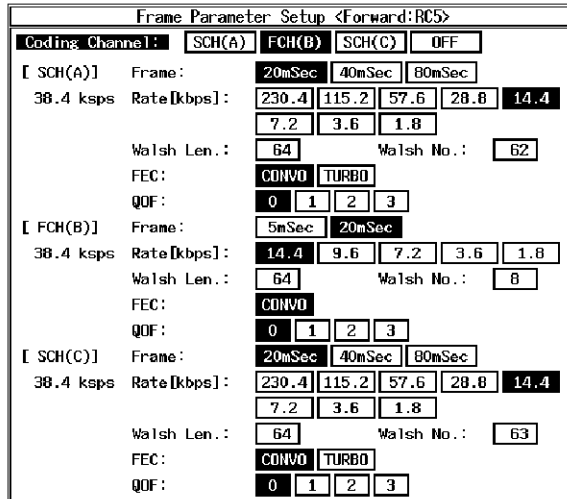 Frame Parameter Setup <Forward:RC5>
Coding Channel: SCH(A) FCH(B) SCH(C) OFF
[ SCH(A)] Frame: 20mSec 40mSec 80mSec
38.4 ksps Rate[kbps]: 230.4 115.2 57.6 28.8 14.4
7.2 3.6 1.8
Walsh Len.: 64 Walsh No.: 62
FEC: CONVO TURBO
QOF: 0 1 2 3
[ FCH(B)] Frame: 5mSec 20mSec
38.4 ksps Rate[kbps]: 14.4 9.6 7.2 3.6 1.8
Walsh Len.: 64 Walsh No.: 8
FEC: CONVO
QOF: 0 1 2 3
[ SCH(C)] Frame: 20mSec 40mSec 80mSec
38.4 ksps Rate[kbps]: 230.4 115.2 57.6 28.8 14.4
7.2 3.6 1.8
Walsh Len.: 64 Walsh No.: 63
FEC: CONVO TURBO
QOF: 0 1 2 3